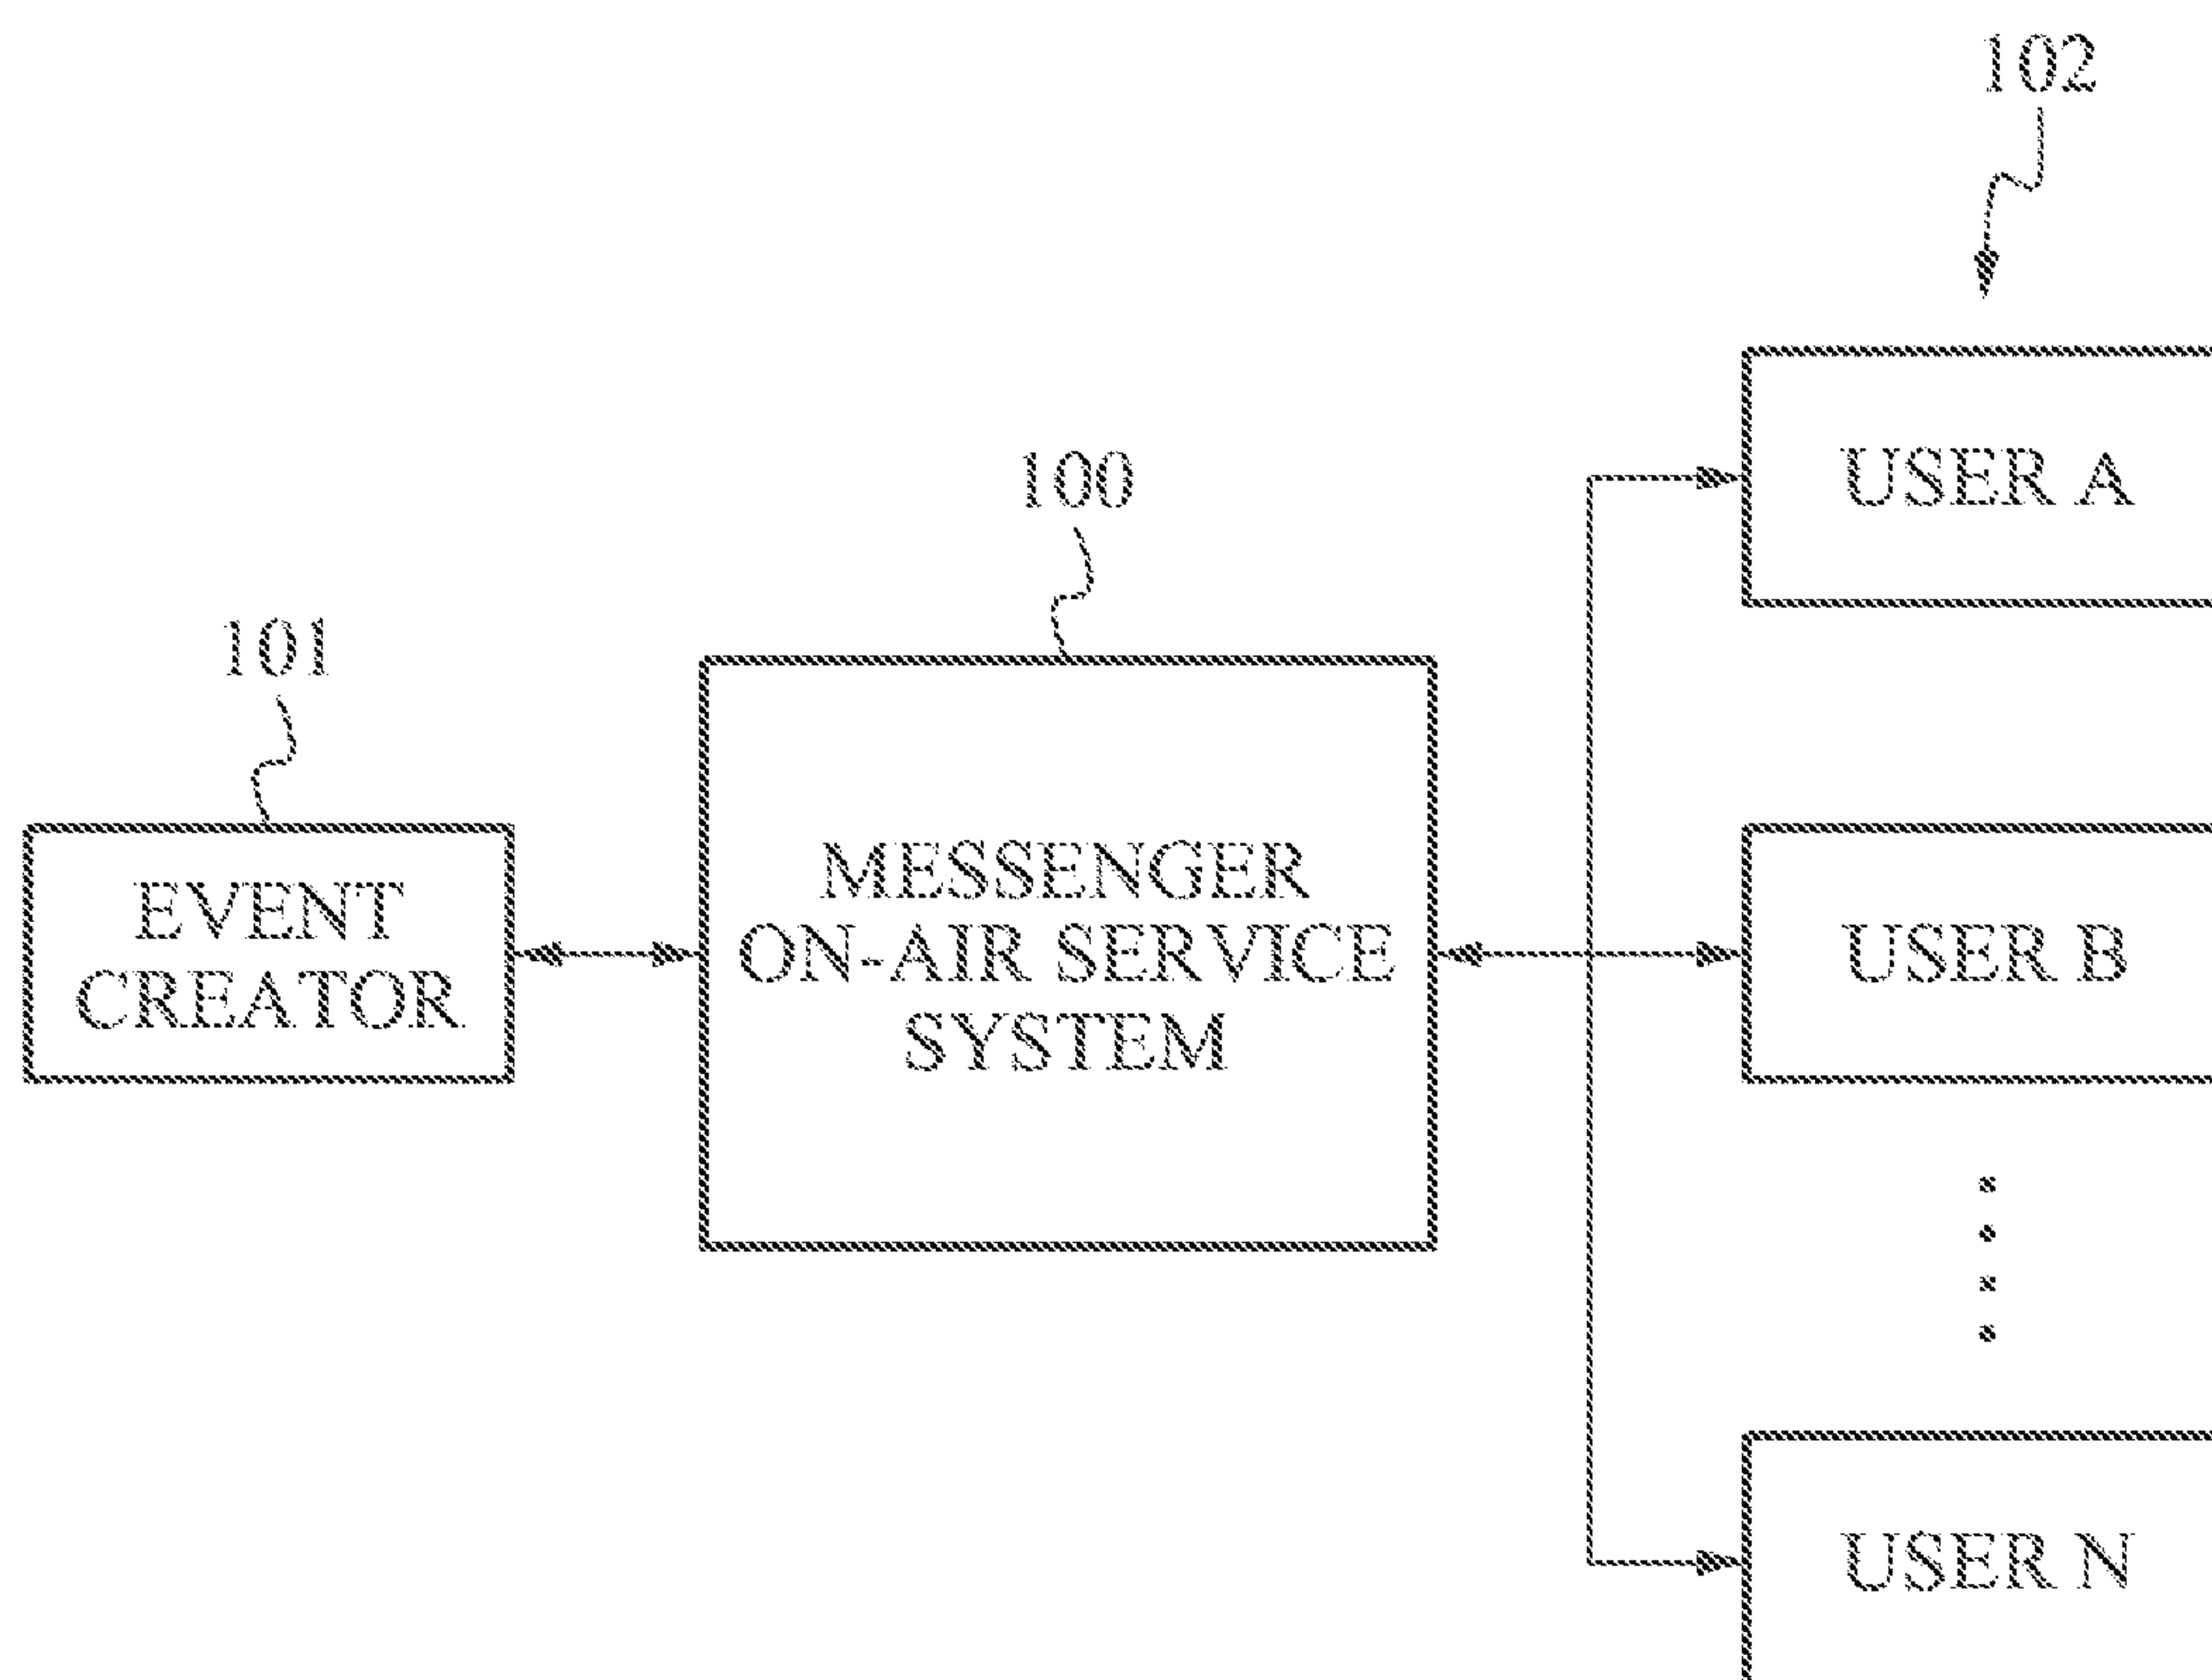 102
100
101
USER A
EVENT
CREATOR
MESSENGER
ON-AIR SERVICE
SYSTEM
USER B
USER N